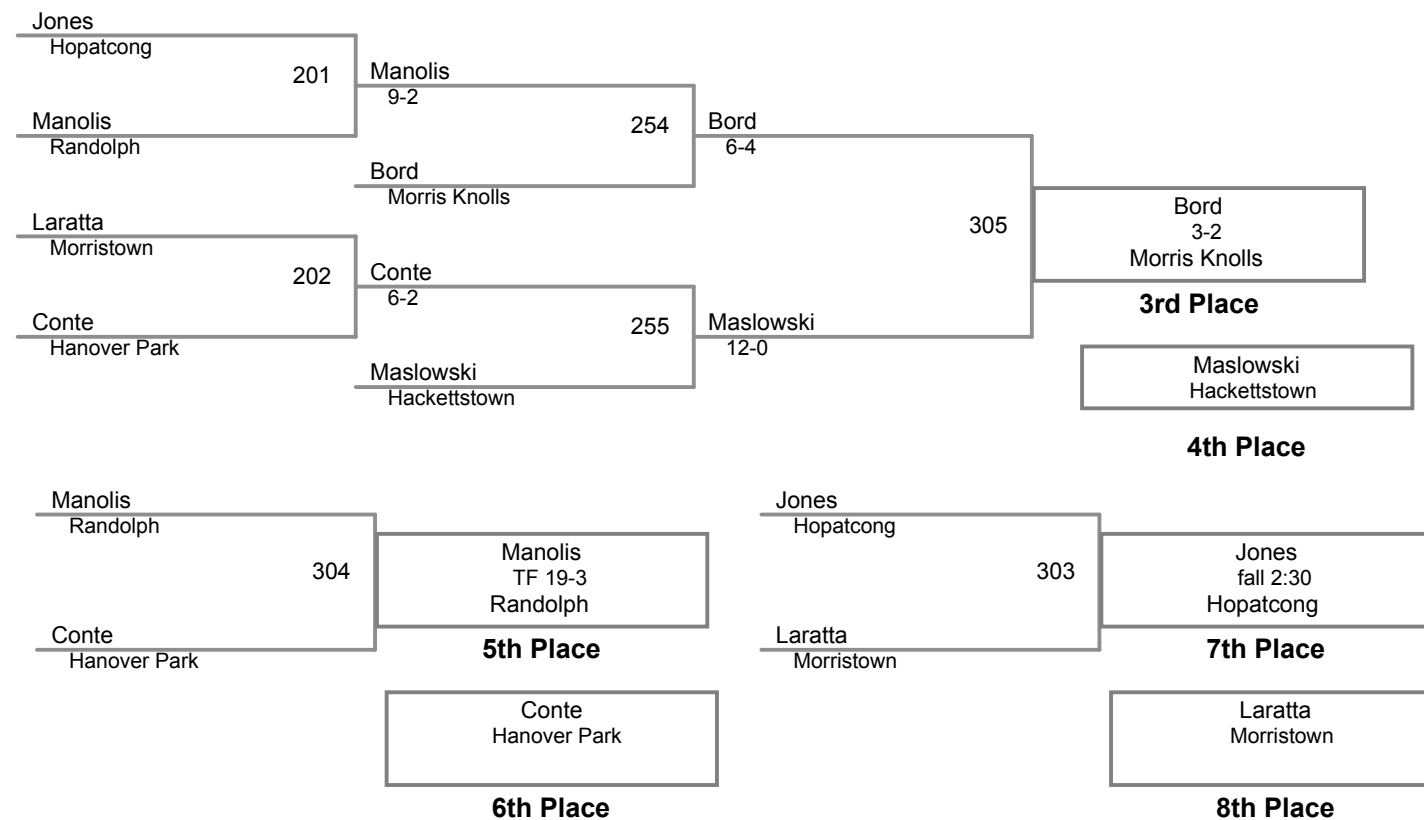 Jones
Hopatcong
201
Manolis
9-2
Manolis
Randolph
254
Bord
6-4
Bord
Morris Knolls
Laratta
Morristown
202
Conte
6-2
Conte
Hanover Park
255
Maslowski
12-0
Maslowski
Hackettstown
305
Bord
3-2
Morris Knolls
3rd Place
Maslowski
Hackettstown
4th Place
Manolis
Randolph
304
Conte
Hanover Park
Manolis
TF 19-3
Randolph
5th Place
Conte
Hanover Park
6th Place
Jones
Hopatcong
303
Laratta
Morristown
Jones
fall 2:30
Hopatcong
7th Place
Laratta
Morristown
8th Place